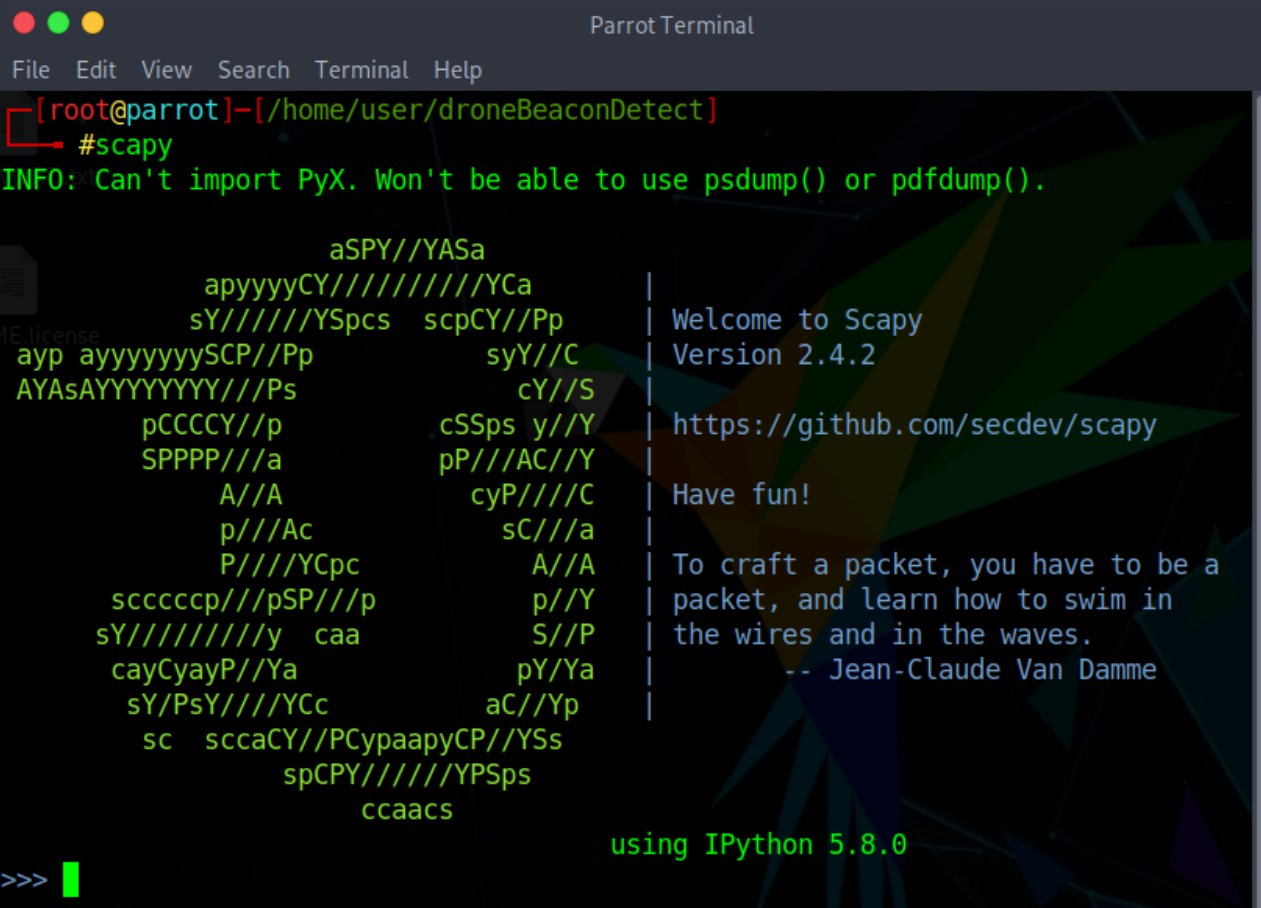 Parrot Terminal
File Edit View Search Terminal Help
[root@parrot]─[/home/user/droneBeaconDetect]
#scapy
INFO: Can't import PyX. Won't be able to use psdump() or pdfdump().
aSPY//YASa
apyyyyCY//////////YCa |
sY//////YSpcs scpCY//Pp | Welcome to Scapy
ayp ayyyyyyySCP//Pp syY//C | Version 2.4.2
AYAsAYYYYYYYY///Ps cY//S |
pCCCCY//p cSSps y//Y | https://github.com/secdev/scapy
SPPPP///a pP///AC//Y |
A//A cyP////C | Have fun!
p///Ac sC///a |
P////YCpc A//A | To craft a packet, you have to be a
scccccp///pSP///p p//Y | packet, and learn how to swim in
sY/////////y caa S//P | the wires and in the waves.
cayCyayP//Ya pY/Ya | -- Jean-Claude Van Damme
sY/PsY////YCc aC//Yp |
sc sccaCY//PCypaapyCP//YSs
spCPY//////YPSps
ccaacs
using IPython 5.8.0
>>>